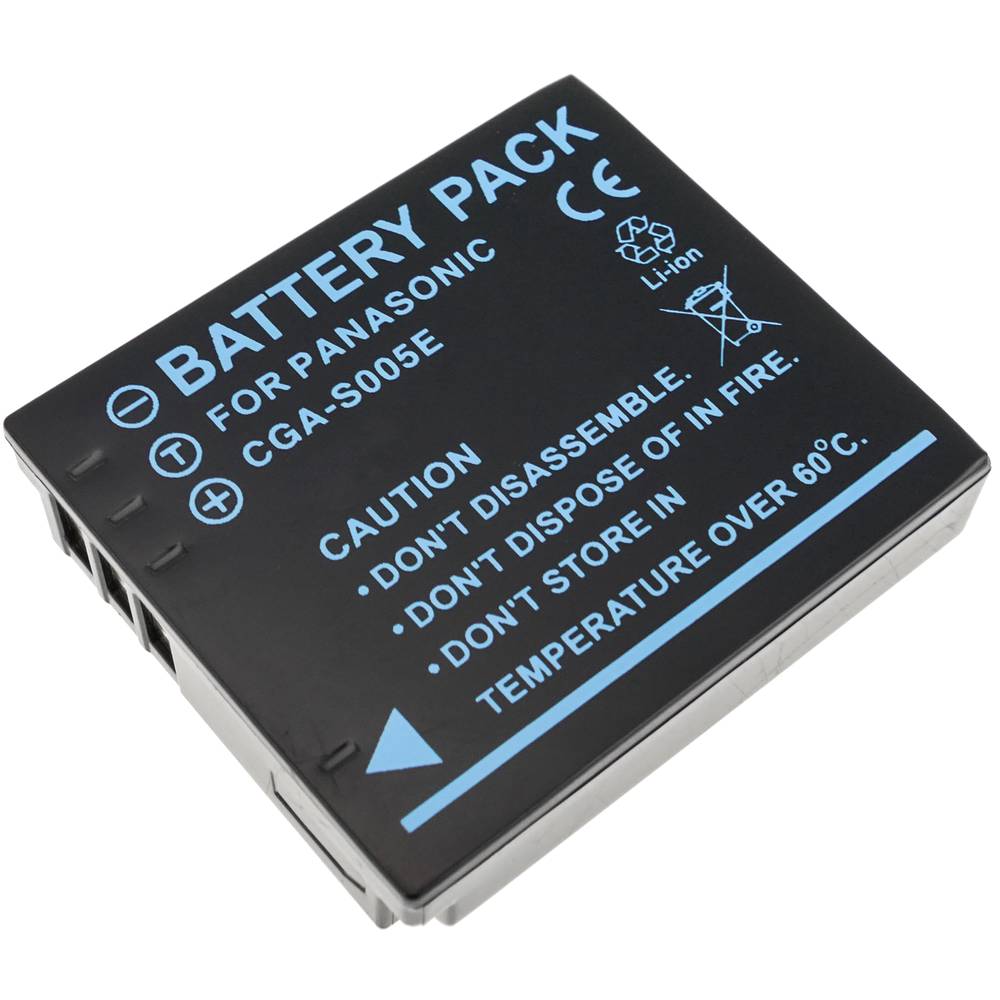 BATTERY PACK
FOR PANASONIC
CGA-S005E
− T +
CE
Li-ion
CAUTION
• DON'T DISASSEMBLE.
• DON'T DISPOSE OF IN FIRE.
• DON'T STORE IN
TEMPERATURE OVER 60°C.